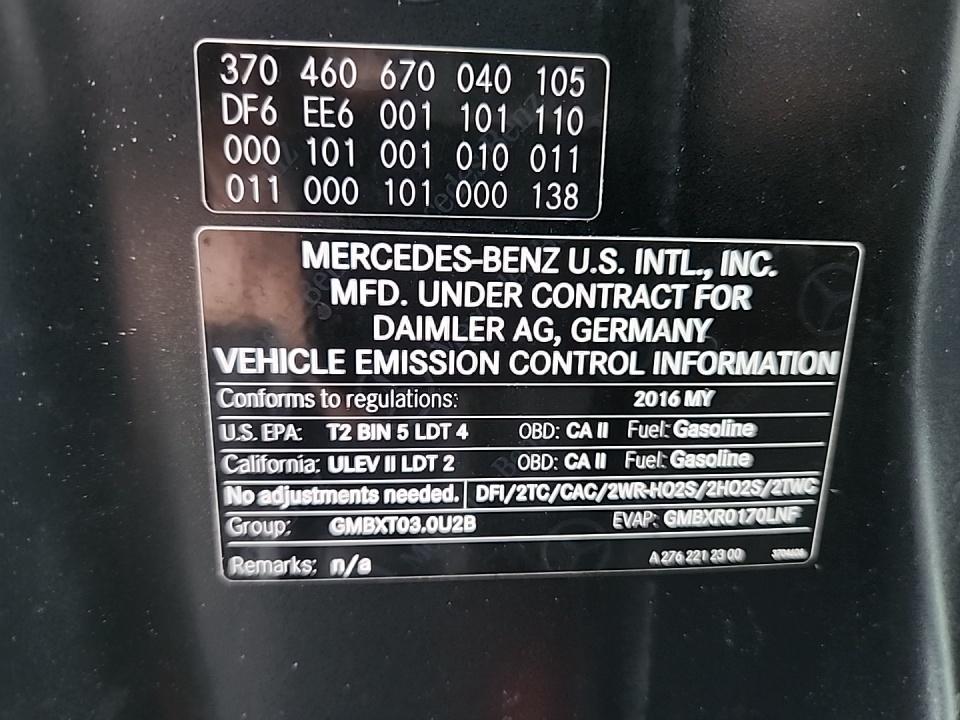 370 460 670 040 105
DF6 EE6 001 101 110
000 101 001 010 011
011 000 101 000 138
MERCEDES-BENZ U.S. INTL., INC.
MFD. UNDER CONTRACT FOR
DAIMLER AG, GERMANY
VEHICLE EMISSION CONTROL INFORMATION
Conforms to regulations: 2016 MY
U.S. EPA: T2 BIN 5 LDT 4 OBD: CA II Fuel: Gasoline
California: ULEV II LDT 2 OBD: CA II Fuel: Gasoline
No adjustments needed. DFI/2TC/CAC/2WR-HO2S/2HO2S/2TWC
Group: GMBXT03.0U2B EVAP: GMBXR0170LNF
Remarks: n/a A 276 221 23 00